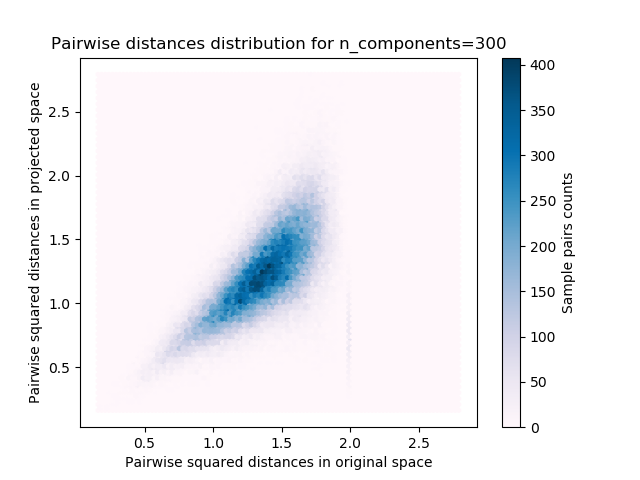 Pairwise distances distribution for n_components=300
Pairwise squared distances in projected space
2.5
2.0
1.5
1.0
0.5
0.5 1.0 1.5 2.0 2.5
Pairwise squared distances in original space
400
350
300
250
200
150
100
50
0
Sample pairs counts